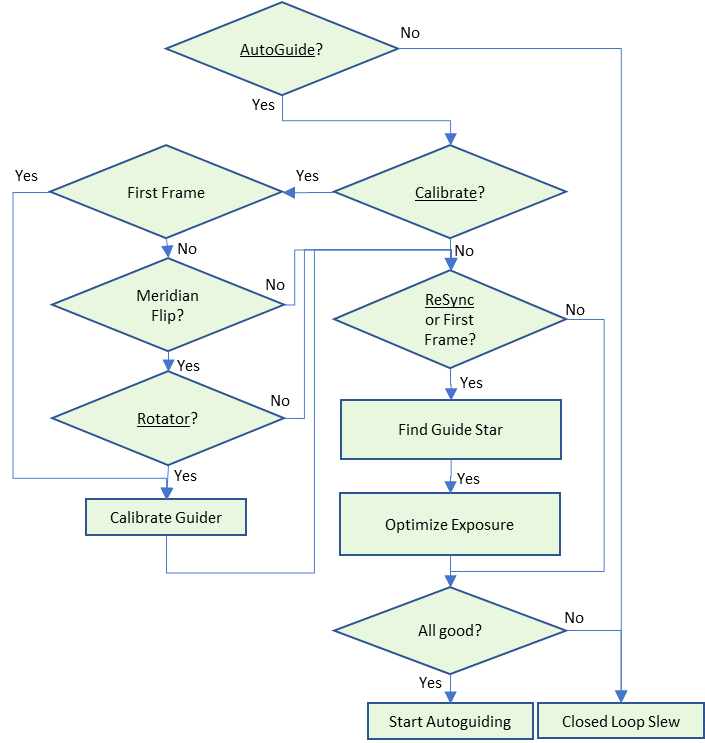 AutoGuide?
No
Yes
Yes
First Frame
Yes
Calibrate?
No
No
Meridian
Flip?
No
ReSync
or First
Frame?
No
Yes
Yes
Rotator?
No
Find Guide Star
Yes
Yes
Calibrate Guider
Optimize Exposure
All good?
No
Yes
Start Autoguiding
Closed Loop Slew